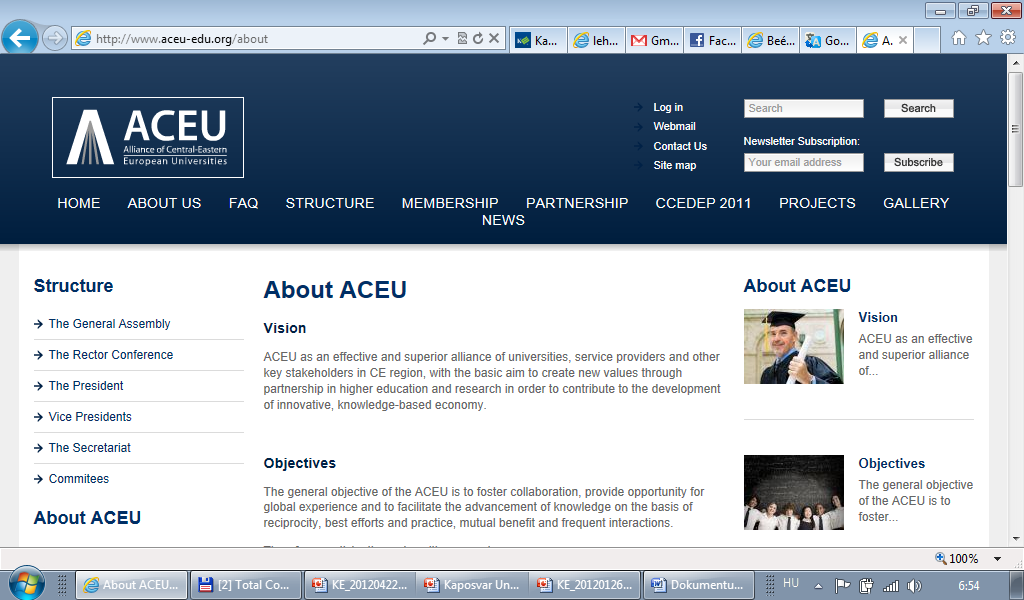 http://www.aceu-edu.org/about
Ka...
leh...
Gm...
Fac...
Beé...
Go...
A.
ACEU
Alliance of Central-Eastern
European Universities
Log in
Webmail
Contact Us
Site map
Search
Search
Newsletter Subscription:
Your email address
Subscribe
HOME ABOUT US FAQ STRUCTURE MEMBERSHIP PARTNERSHIP CCEDEP 2011 PROJECTS GALLERY
NEWS
Structure
The General Assembly
The Rector Conference
The President
Vice Presidents
The Secretariat
Commitees
About ACEU
About ACEU
Vision
ACEU as an effective and superior alliance of universities, service providers and other
key stakeholders in CE region, with the basic aim to create new values through
partnership in higher education and research in order to contribute to the development
of innovative, knowledge-based economy.
Objectives
The general objective of the ACEU is to foster collaboration, provide opportunity for
global experience and to facilitate the advancement of knowledge on the basis of
reciprocity, best efforts and practice, mutual benefit and frequent interactions.
About ACEU
Vision
ACEU as an effective
and superior alliance
of...
Objectives
The general objective
of the ACEU is to
foster...
100%
About ACEU...
[2] Total Co...
KE_20120422...
Kaposvar Un...
KE_20120126...
Dokumentu...
HU
6:54